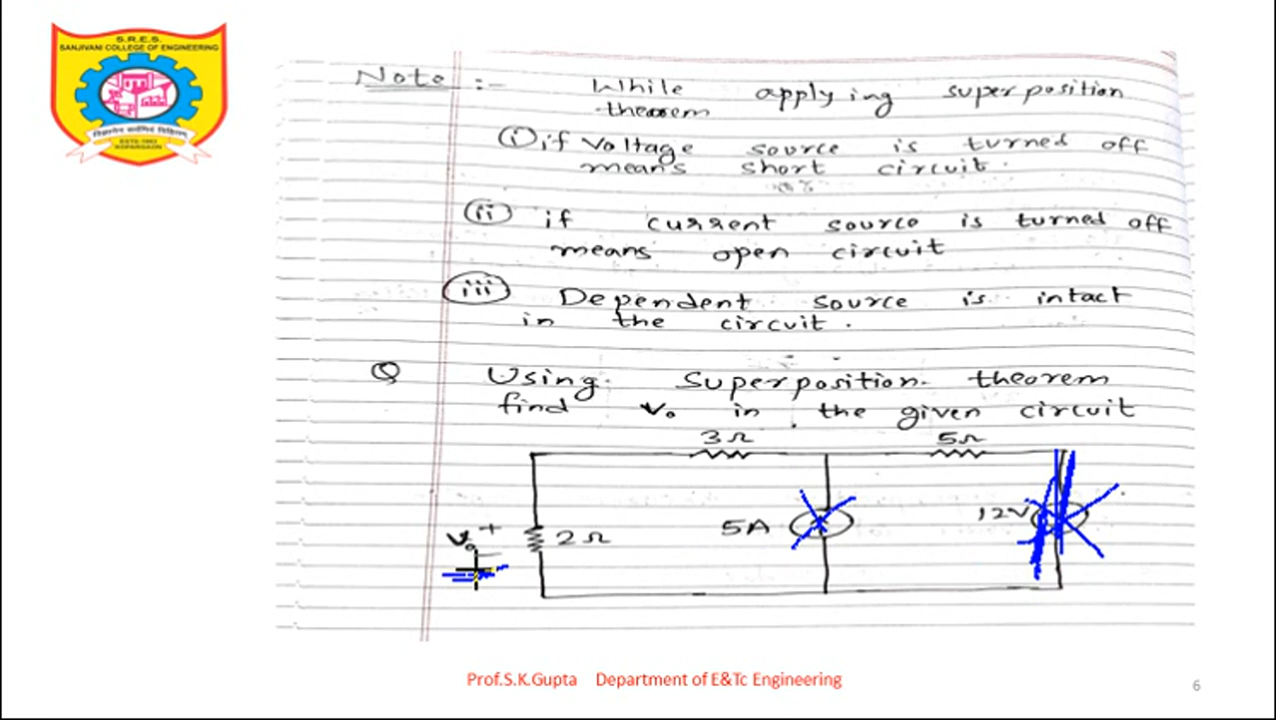 S.R.E.S.
SANJIVANI COLLEGE OF ENGINEERING
Note :- While applying superposition
theorem
(i) if Voltage source is turned off
means short circuit.
(ii) if current source is turned off
means open circuit
(iii) Dependent source is intact
in the circuit.
Q Using Superposition theorem
find V₀ in the given circuit
3Ω 5Ω
12V
V₀ + 2Ω 5A
-
Prof.S.K.Gupta Department of E&Tc Engineering
6